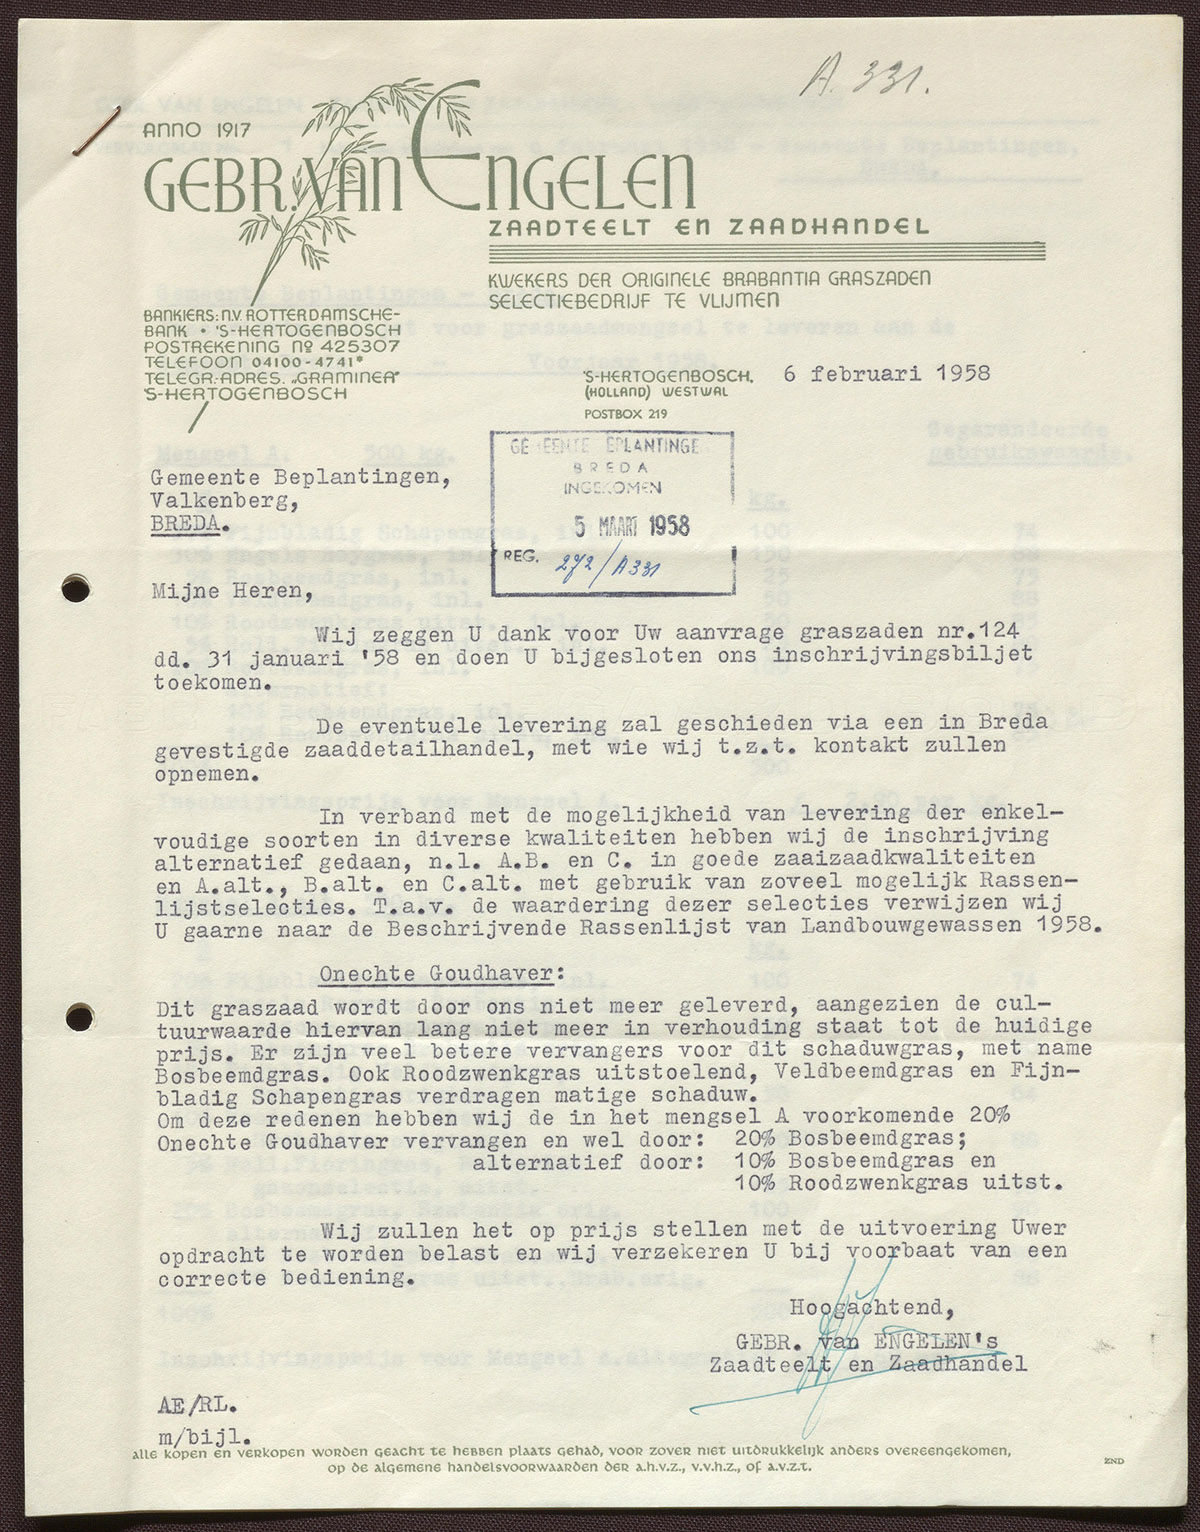 A. 331.
ANNO 1917
GEBR. VAN ENGELEN
ZAADTEELT EN ZAADHANDEL
KWEKERS DER ORIGINELE BRABANTIA GRASZADEN
SELECTIEBEDRIJF TE VLIJMEN
BANKIERS: N.V. ROTTERDAMSCHE-
BANK • 'S-HERTOGENBOSCH
POSTREKENING № 425307
TELEFOON 04100-4741*
TELEGR.-ADRES. „GRAMINEA"
'S-HERTOGENBOSCH
'S-HERTOGENBOSCH, 6 februari 1958
(HOLLAND) WESTWAL
POSTBOX 219
GEMEENTE EPLANTINGE
BREDA
INGEKOMEN
5 MAART 1958
REG. 272/A331
Gemeente Beplantingen,
Valkenberg,
BREDA.
Mijne Heren,
Wij zeggen U dank voor Uw aanvrage graszaden nr.124
dd. 31 januari '58 en doen U bijgesloten ons inschrijvingsbiljet
toekomen.
De eventuele levering zal geschieden via een in Breda
gevestigde zaaddetailhandel, met wie wij t.z.t. kontakt zullen
opnemen.
In verband met de mogelijkheid van levering der enkel-
voudige soorten in diverse kwaliteiten hebben wij de inschrijving
alternatief gedaan, n.l. A.B. en C. in goede zaaizaadkwaliteiten
en A.alt., B.alt. en C.alt. met gebruik van zoveel mogelijk Rassen-
lijstselecties. T.a.v. de waardering dezer selecties verwijzen wij
U gaarne naar de Beschrijvende Rassenlijst van Landbouwgewassen 1958.
Onechte Goudhaver:
Dit graszaad wordt door ons niet meer geleverd, aangezien de cul-
tuurwaarde hiervan lang niet meer in verhouding staat tot de huidige
prijs. Er zijn veel betere vervangers voor dit schaduwgras, met name
Bosbeemdgras. Ook Roodzwenkgras uitstoelend, Veldbeemdgras en Fijn-
bladig Schapengras verdragen matige schaduw.
Om deze redenen hebben wij de in het mengsel A voorkomende 20%
Onechte Goudhaver vervangen en wel door: 20% Bosbeemdgras;
alternatief door: 10% Bosbeemdgras en
10% Roodzwenkgras uitst.
Wij zullen het op prijs stellen met de uitvoering Uwer
opdracht te worden belast en wij verzekeren U bij voorbaat van een
correcte bediening.
Hoogachtend,
GEBR. van ENGELEN's
Zaadteelt en Zaadhandel
AE/RL.
m/bijl.
alle kopen en verkopen worden geacht te hebben plaats gehad, voor zover niet uitdrukkelijk anders overeengekomen,
op de algemene handelsvoorwaarden der a.h.v.z., v.v.h.z., of a.v.z.t.
ZND